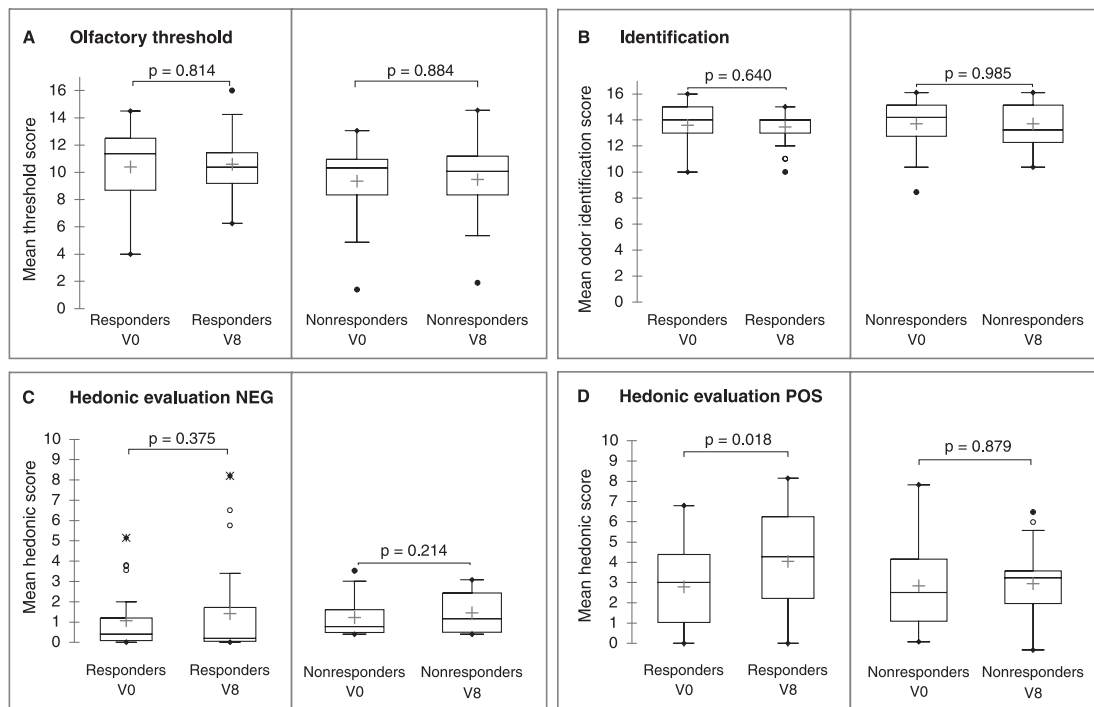 A Olfactory threshold
p = 0.814
p = 0.884
Mean threshold score
16
14
12
10
8
6
4
2
0
Responders V0
Responders V8
Nonresponders V0
Nonresponders V8
B Identification
p = 0.640
p = 0.985
Mean odor identification score
16
14
12
10
8
6
4
2
0
Responders V0
Responders V8
Nonresponders V0
Nonresponders V8
C Hedonic evaluation NEG
p = 0.375
p = 0.214
Mean hedonic score
10
9
8
7
6
5
4
3
2
1
0
Responders V0
Responders V8
Nonresponders V0
Nonresponders V8
D Hedonic evaluation POS
p = 0.018
p = 0.879
Mean hedonic score
10
9
8
7
6
5
4
3
2
1
0
Responders V0
Responders V8
Nonresponders V0
Nonresponders V8